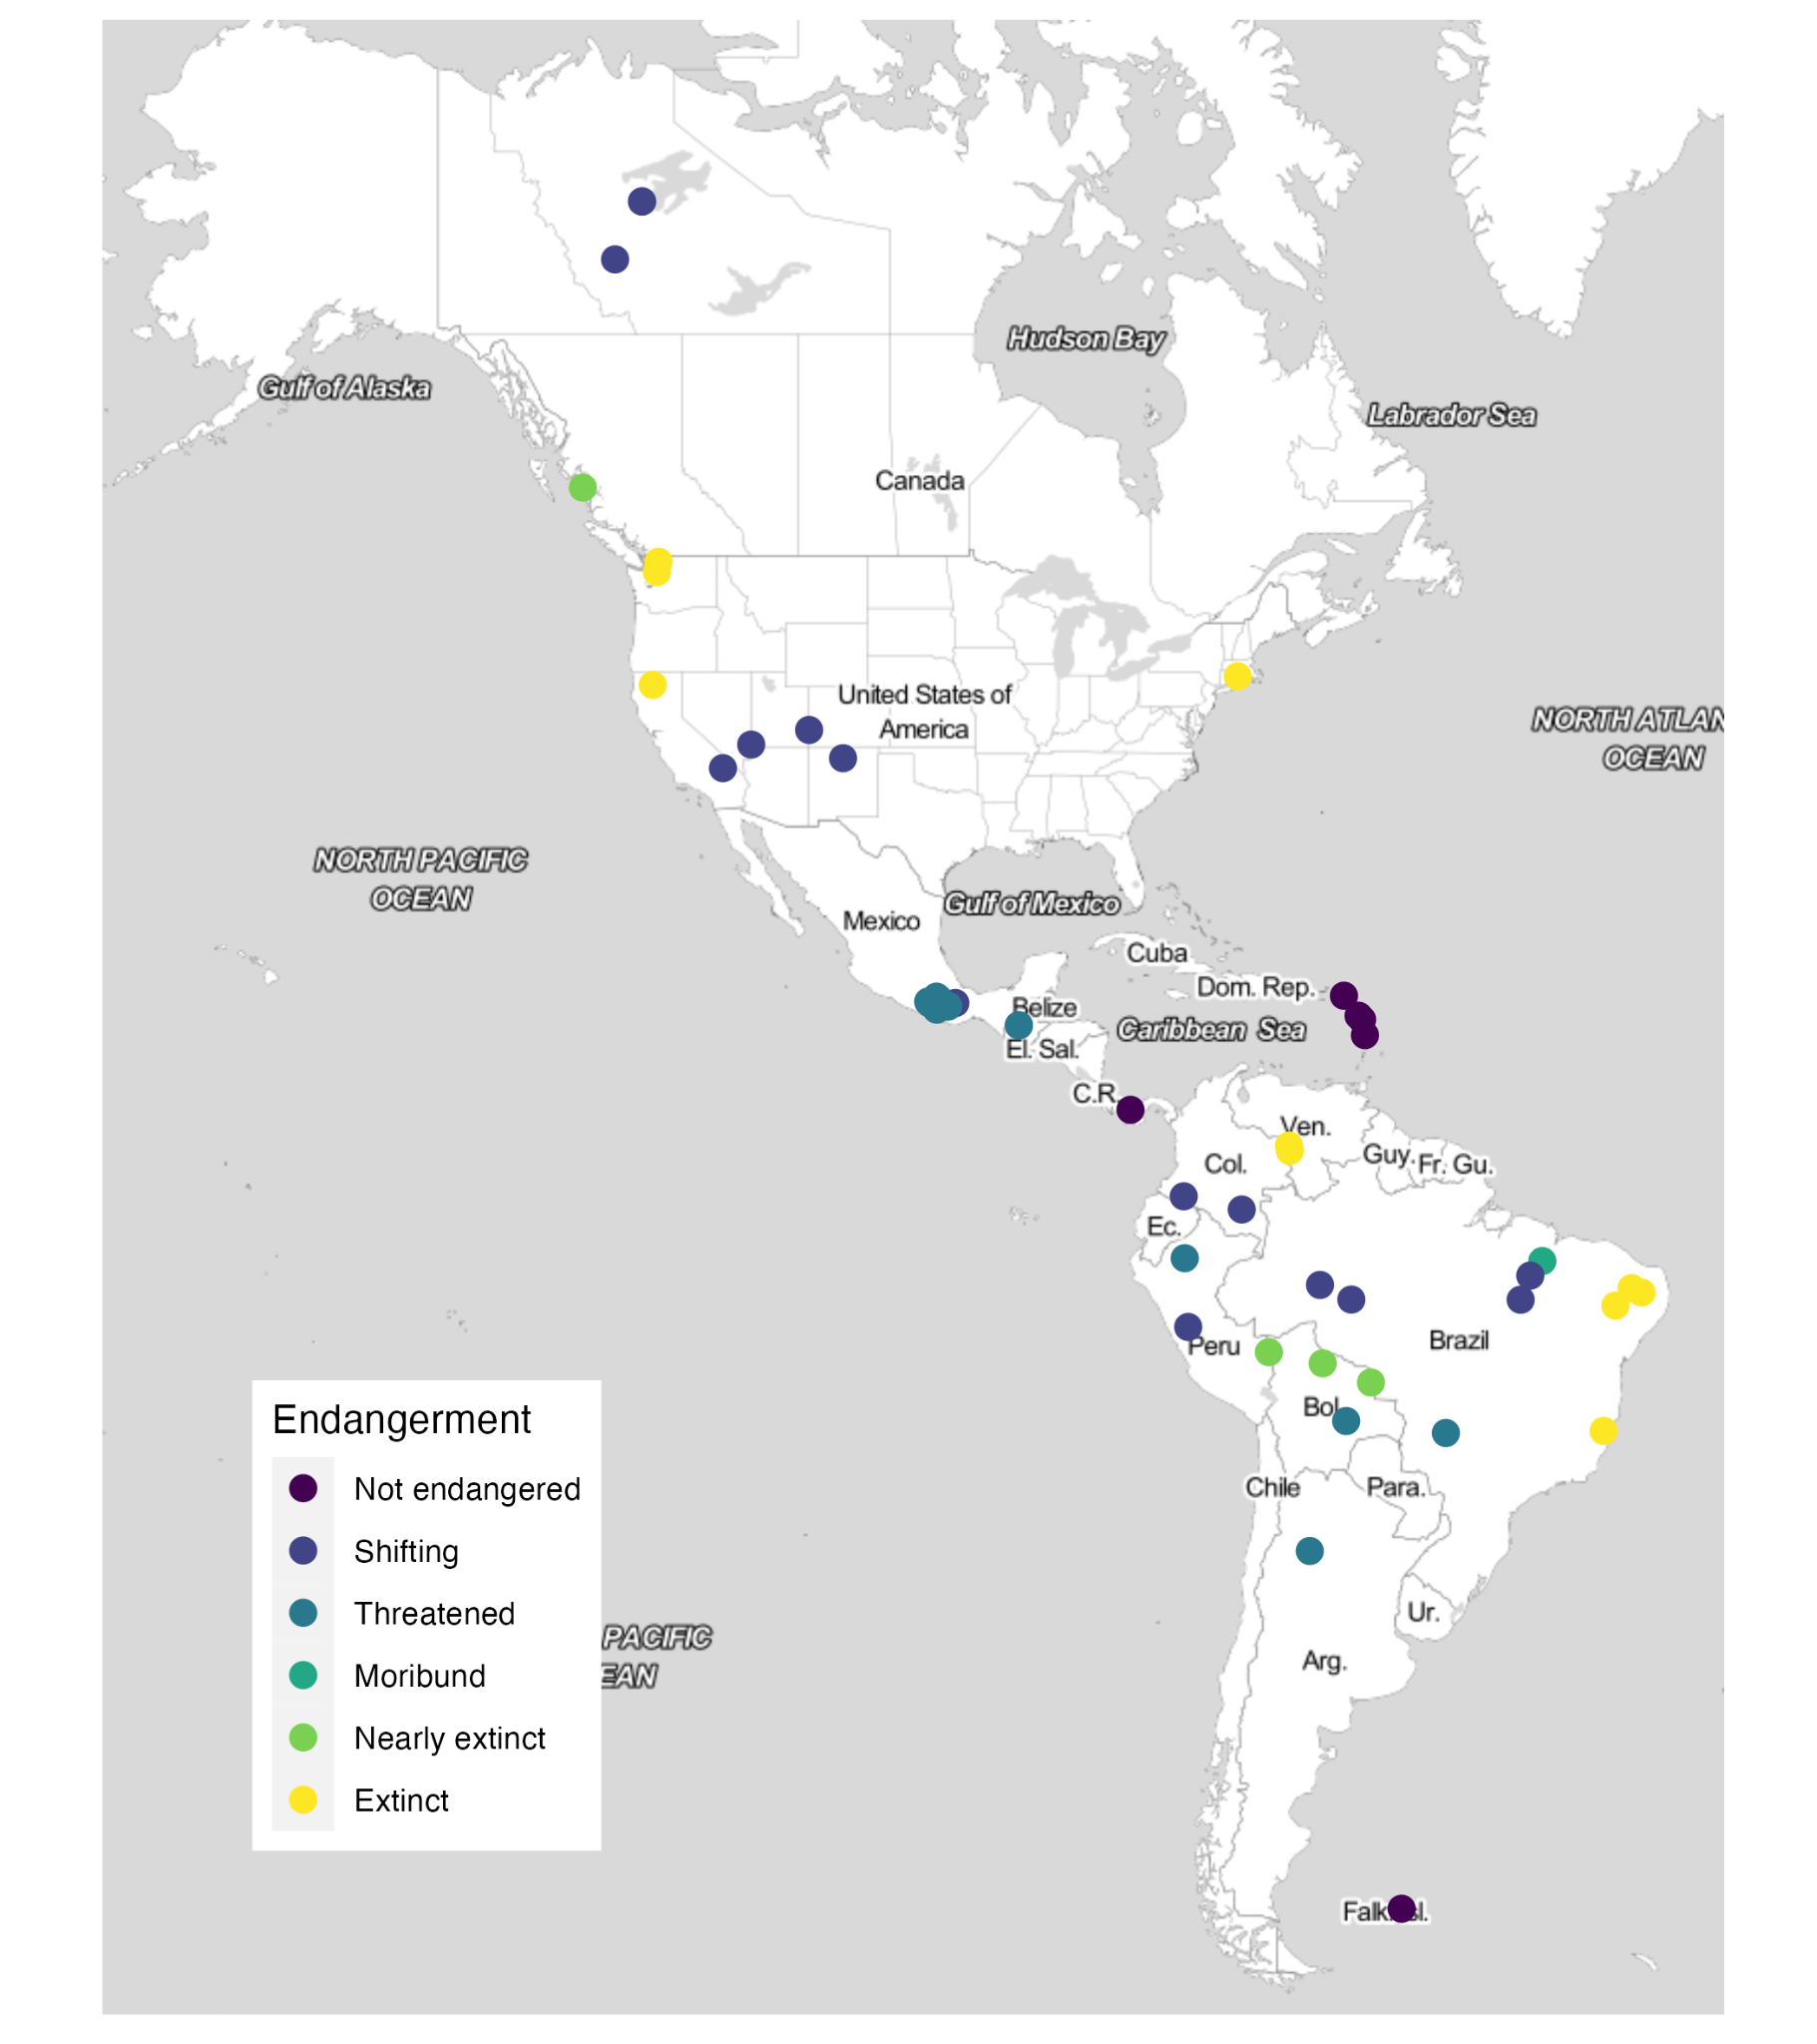 Hudson Bay
Gulf of Alaska
Labrador Sea
Canada
United States of
America
NORTH ATLAN
OCEAN
NORTH PACIFIC
OCEAN
Gulf of Mexico
Mexico
Cuba
Dom. Rep.
Belize
Caribbean Sea
El. Sal.
C.R.
Ven.
Guy.
Fr. Gu.
Col.
Ec.
Brazil
Peru
Bol
Chile
Para.
Ur.
Arg.
PACIFIC
EAN
Endangerment
Not endangered
Shifting
Threatened
Moribund
Nearly extinct
Extinct